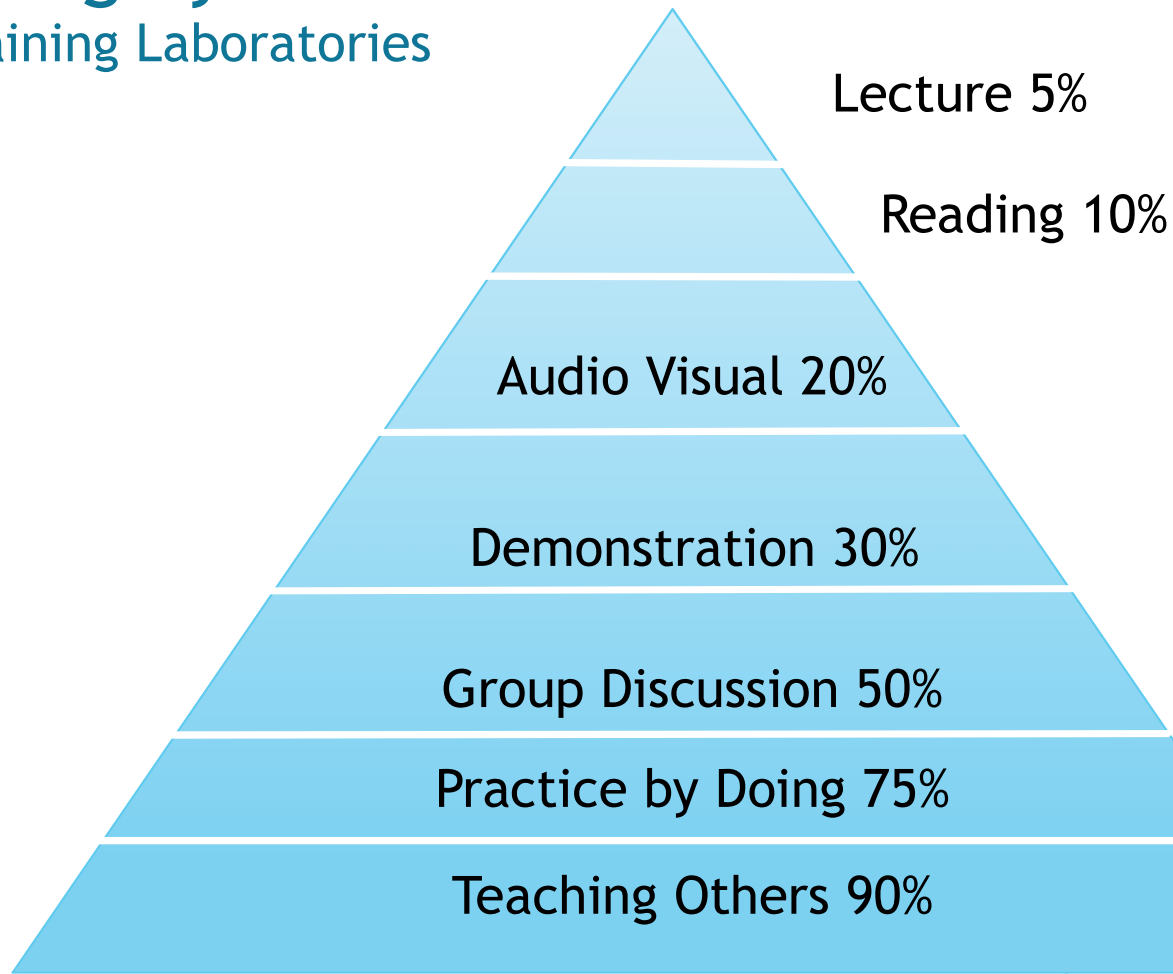 Laboratories
Lecture 5%
Reading 10%
Audio Visual 20%
Demonstration 30%
Group Discussion 50%
Practice by Doing 75%
Teaching Others 90%